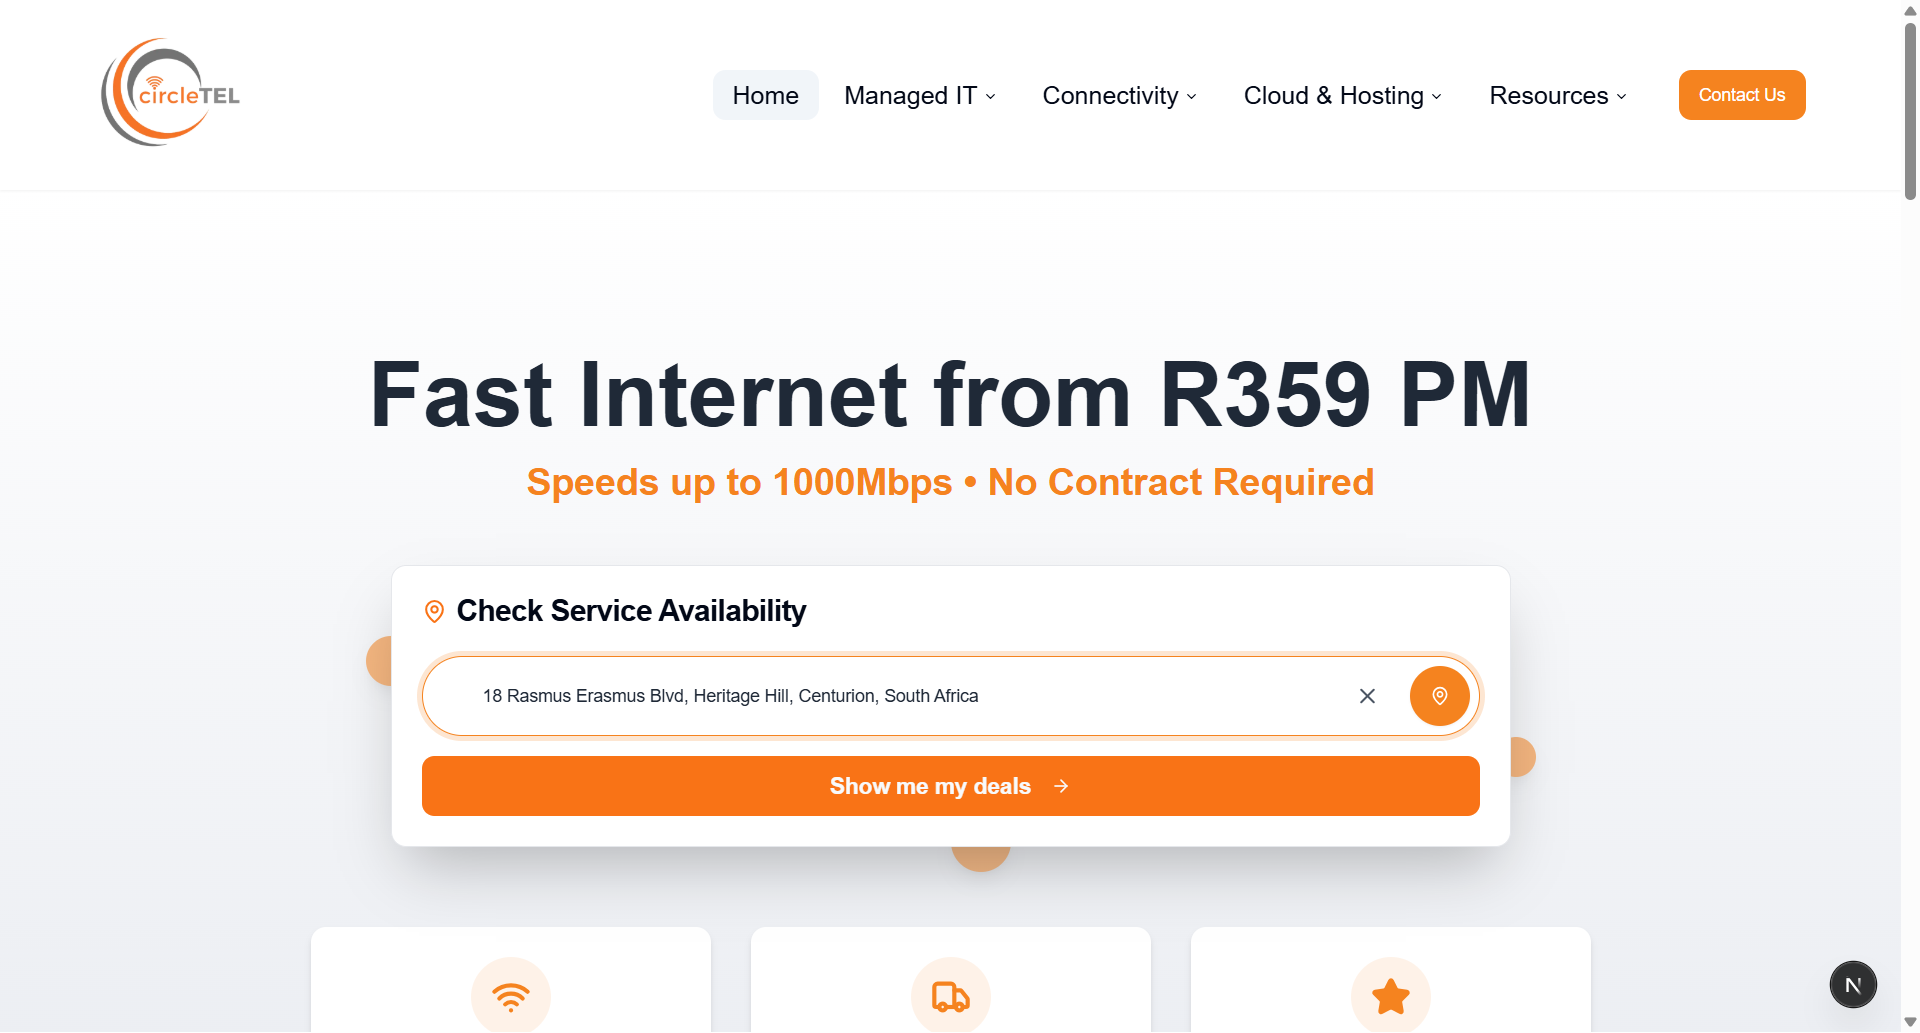 circleTEL
Home
Managed IT
Connectivity
Cloud & Hosting
Resources
Contact Us
Fast Internet from R359 PM
Speeds up to 1000Mbps • No Contract Required
Check Service Availability
18 Rasmus Erasmus Blvd, Heritage Hill, Centurion, South Africa
Show me my deals →
N